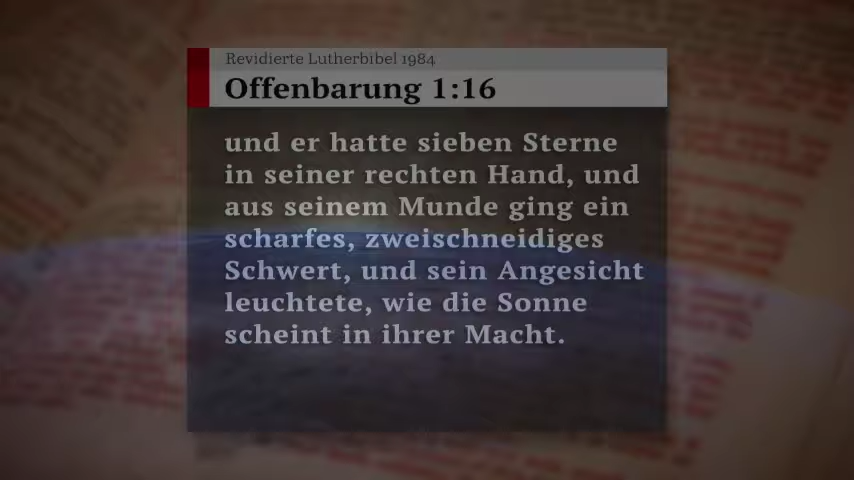 Revidierte Lutherbibel 1984
Offenbarung 1:16
und er hatte sieben Sterne
in seiner rechten Hand, und
aus seinem Munde ging ein
scharfes, zweischneidiges
Schwert, und sein Angesicht
leuchtete, wie die Sonne
scheint in ihrer Macht.